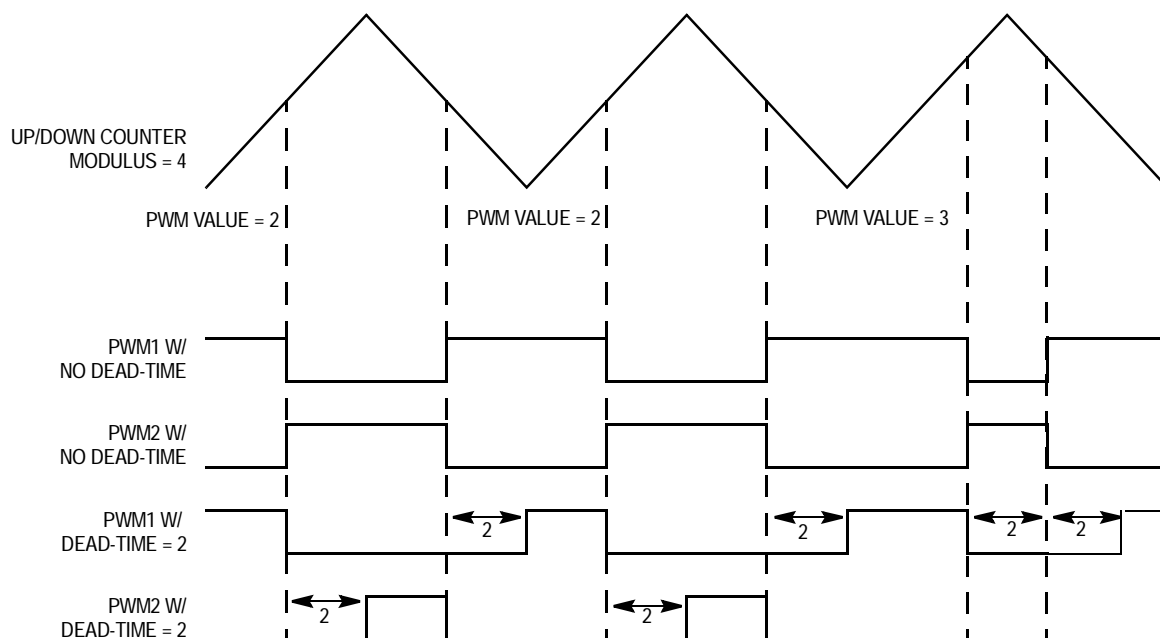 UP/DOWN COUNTER
MODULUS = 4
PWM VALUE = 2
PWM VALUE = 2
PWM VALUE = 3
PWM1 W/
NO DEAD-TIME
PWM2 W/
NO DEAD-TIME
PWM1 W/
DEAD-TIME = 2
2
2
2
2
PWM2 W/
DEAD-TIME = 2
2
2